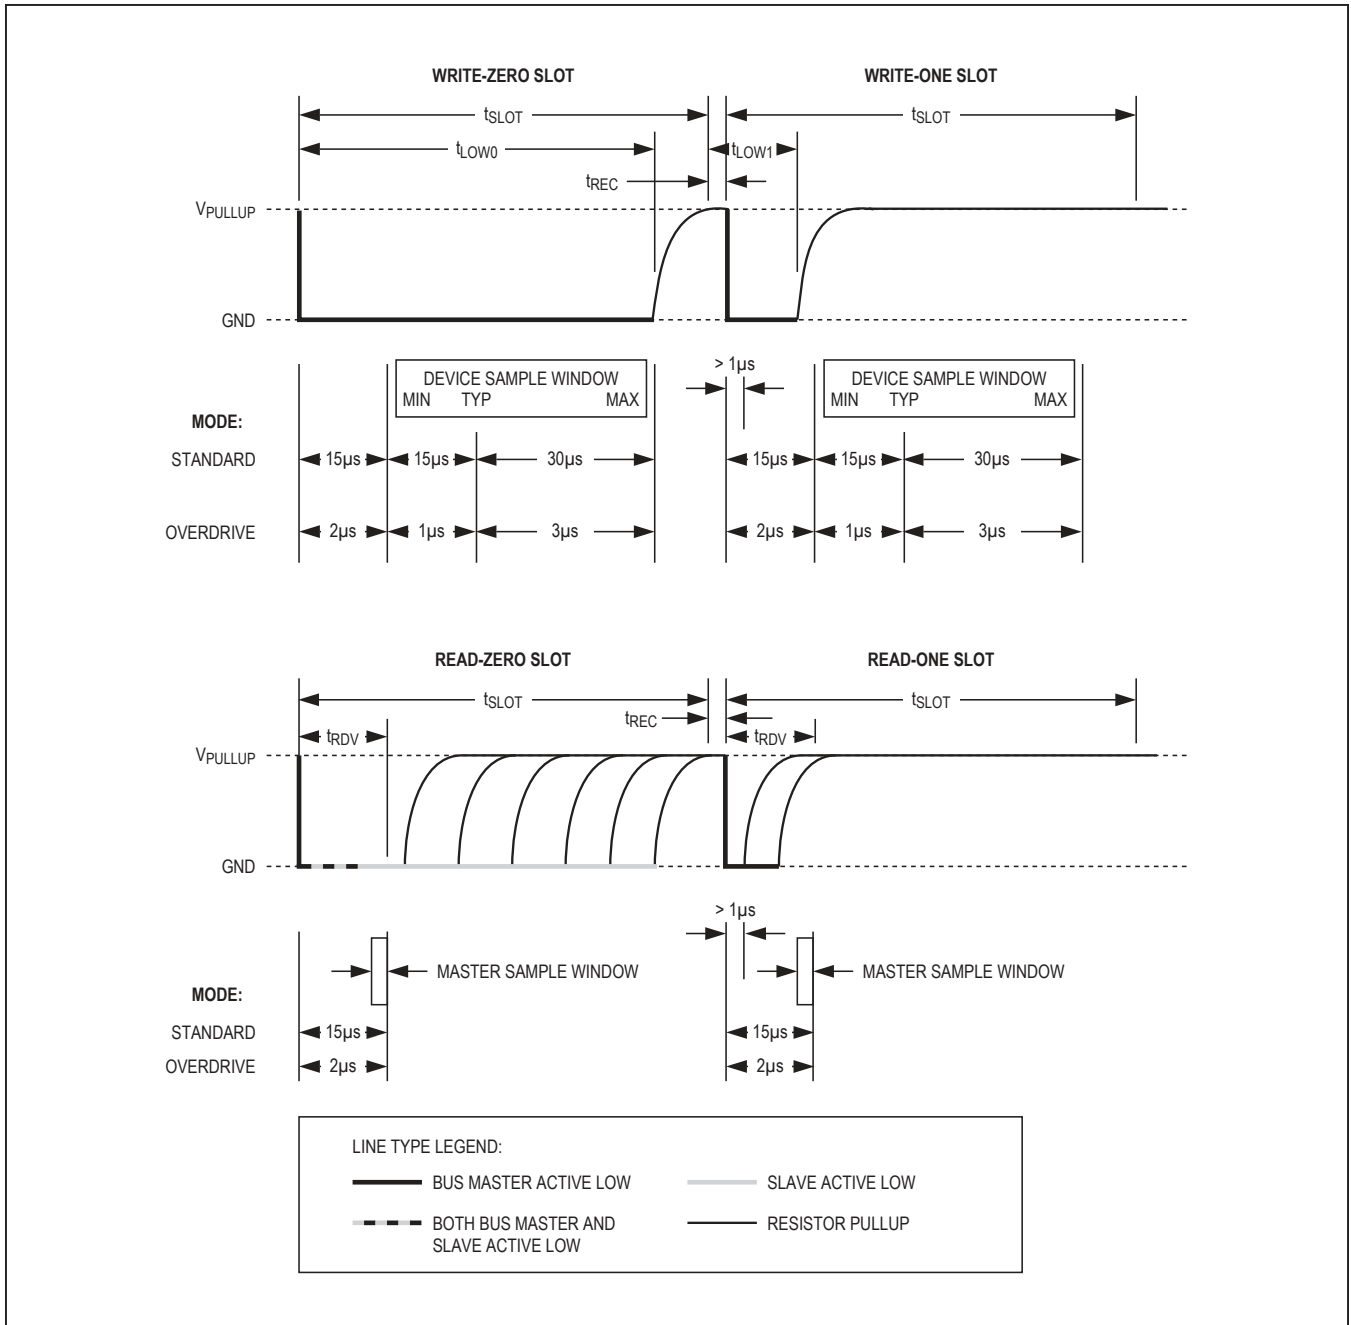 WRITE-ZERO SLOT WRITE-ONE SLOT
tSLOT tSLOT
tLOW0 tLOW1
tREC
VPULLUP
GND
> 1µs
DEVICE SAMPLE WINDOW DEVICE SAMPLE WINDOW
MIN TYP MAX MIN TYP MAX
MODE:
STANDARD 15µs 15µs 30µs 15µs 15µs 30µs
OVERDRIVE 2µs 1µs 3µs 2µs 1µs 3µs
READ-ZERO SLOT READ-ONE SLOT
tSLOT tSLOT
tREC
tRDV tRDV
VPULLUP
GND
> 1µs
MASTER SAMPLE WINDOW MASTER SAMPLE WINDOW
MODE:
STANDARD 15µs 15µs
OVERDRIVE 2µs 2µs
LINE TYPE LEGEND:
BUS MASTER ACTIVE LOW SLAVE ACTIVE LOW
BOTH BUS MASTER AND RESISTOR PULLUP
SLAVE ACTIVE LOW